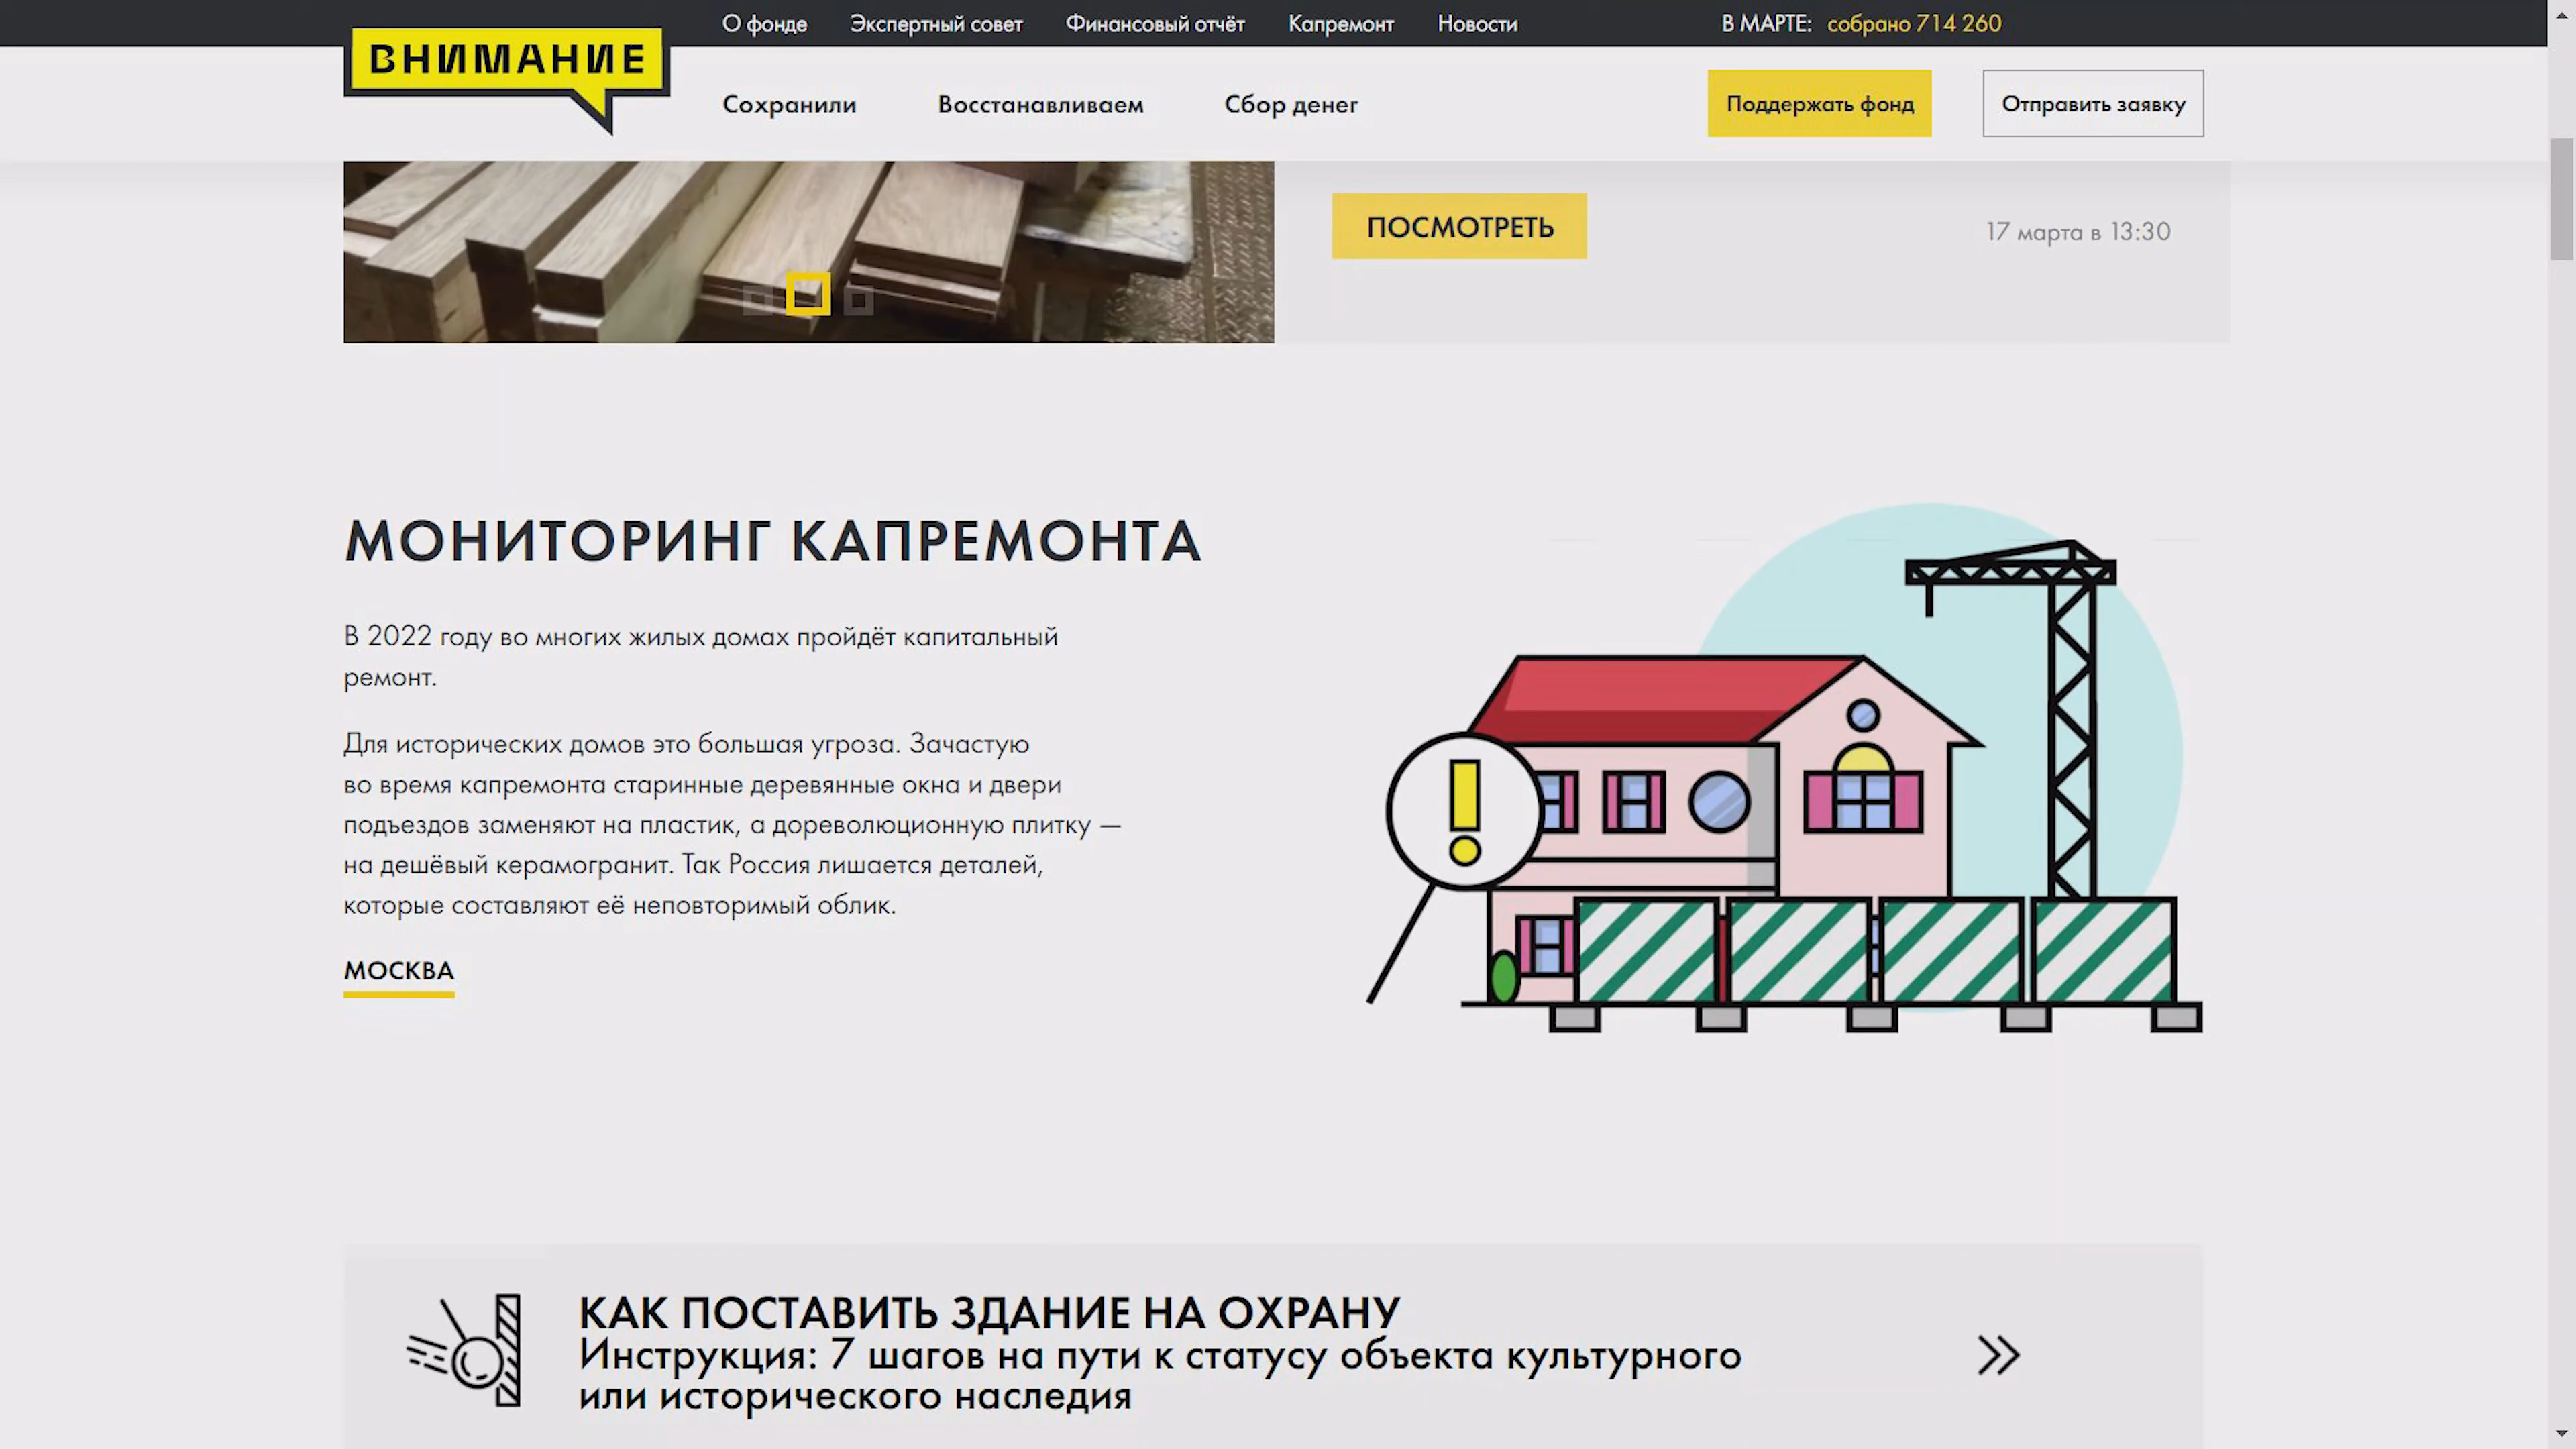 О фонде Экспертный совет Финансовый отчёт Капремонт Новости В МАРТЕ: собрано 714 260
ВНИМАНИЕ
Сохранили Восстанавливаем Сбор денег Поддержать фонд Отправить заявку
ПОСМОТРЕТЬ
17 марта в 13:30
МОНИТОРИНГ КАПРЕМОНТА
В 2022 году во многих жилых домах пройдёт капитальный
ремонт.
Для исторических домов это большая угроза. Зачастую
во время капремонта старинные деревянные окна и двери
подъездов заменяют на пластик, а дореволюционную плитку —
на дешёвый керамогранит. Так Россия лишается деталей,
которые составляют её неповторимый облик.
МОСКВА
КАК ПОСТАВИТЬ ЗДАНИЕ НА ОХРАНУ
Инструкция: 7 шагов на пути к статусу объекта культурного
или исторического наследия